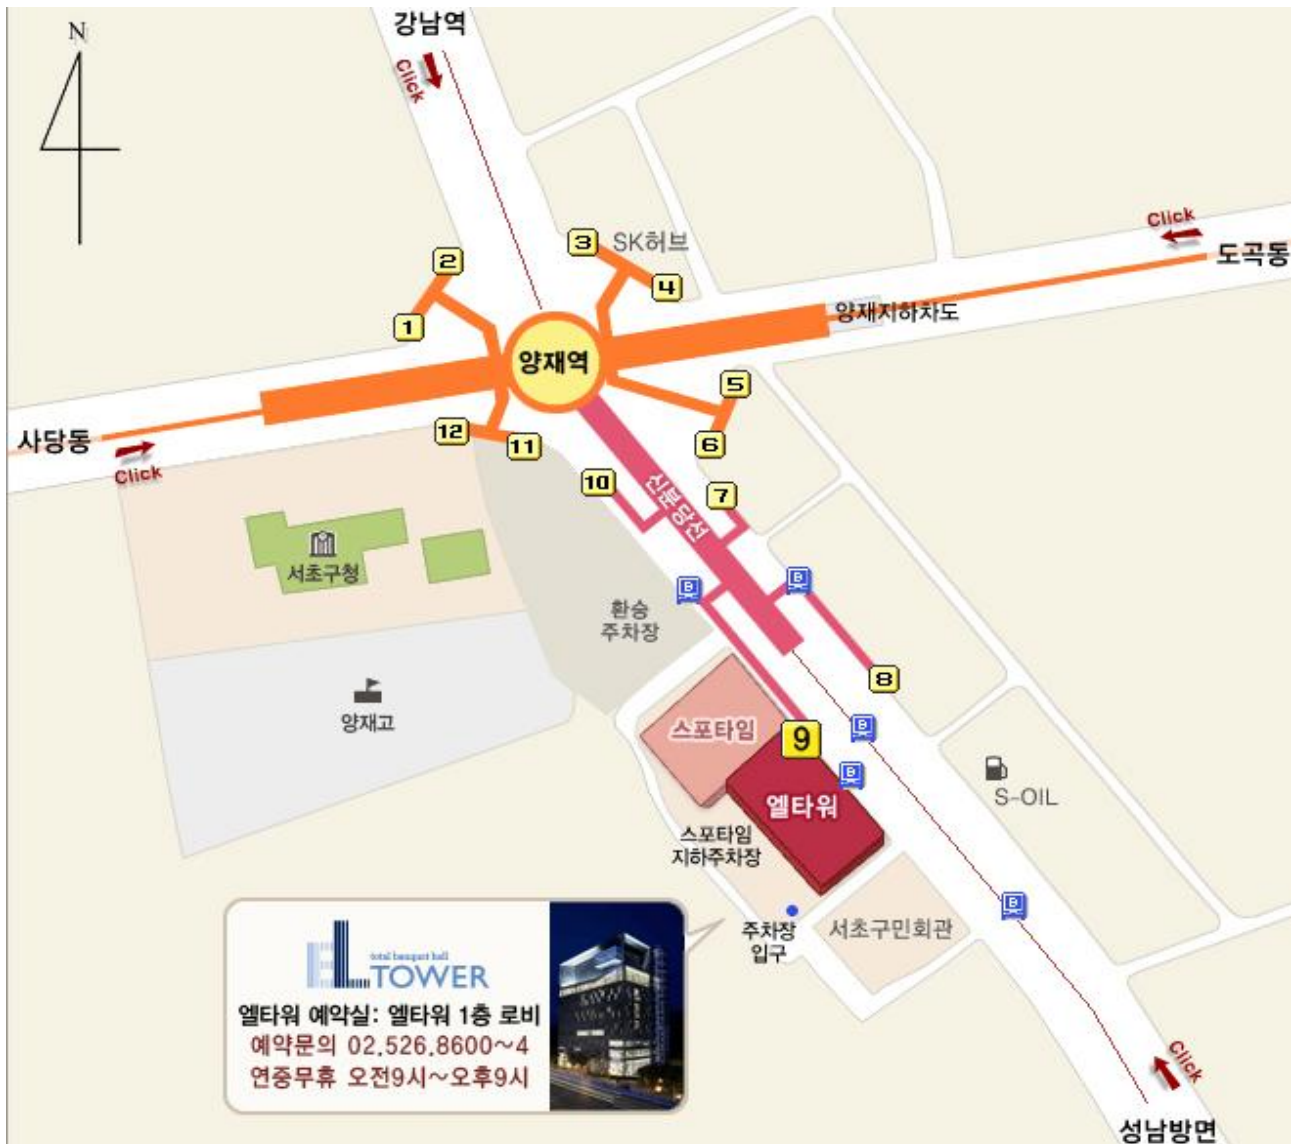 강남역
N
Click
SK허브
Click
도곡동
3
2
4
양재지하차도
1
양재역
5
사당동
12
11
6
Click
10
7
신분당선
서초구청
B
B
환승
주차장
8
양재고
스포타임
9
B
B
S-OIL
엘타워
스포타임
지하주차장
B
주차장
입구
서초구민회관
EL
total banquet hall
TOWER
엘타워 예약실: 엘타워 1층 로비
예약문의 02.526.8600~4
연중무휴 오전9시~오후9시
Click
성남방면